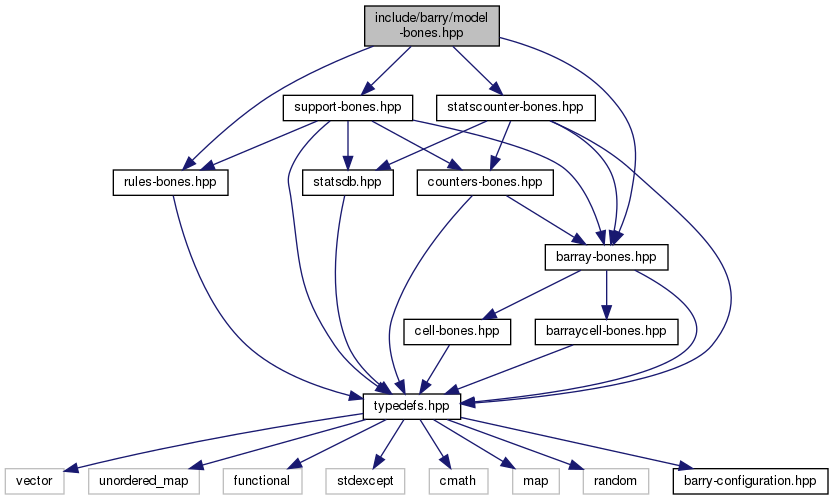 include/barry/model
-bones.hpp
support-bones.hpp
statscounter-bones.hpp
rules-bones.hpp
statsdb.hpp
counters-bones.hpp
barray-bones.hpp
cell-bones.hpp
barraycell-bones.hpp
typedefs.hpp
vector
unordered_map
functional
stdexcept
cmath
map
random
barry-configuration.hpp